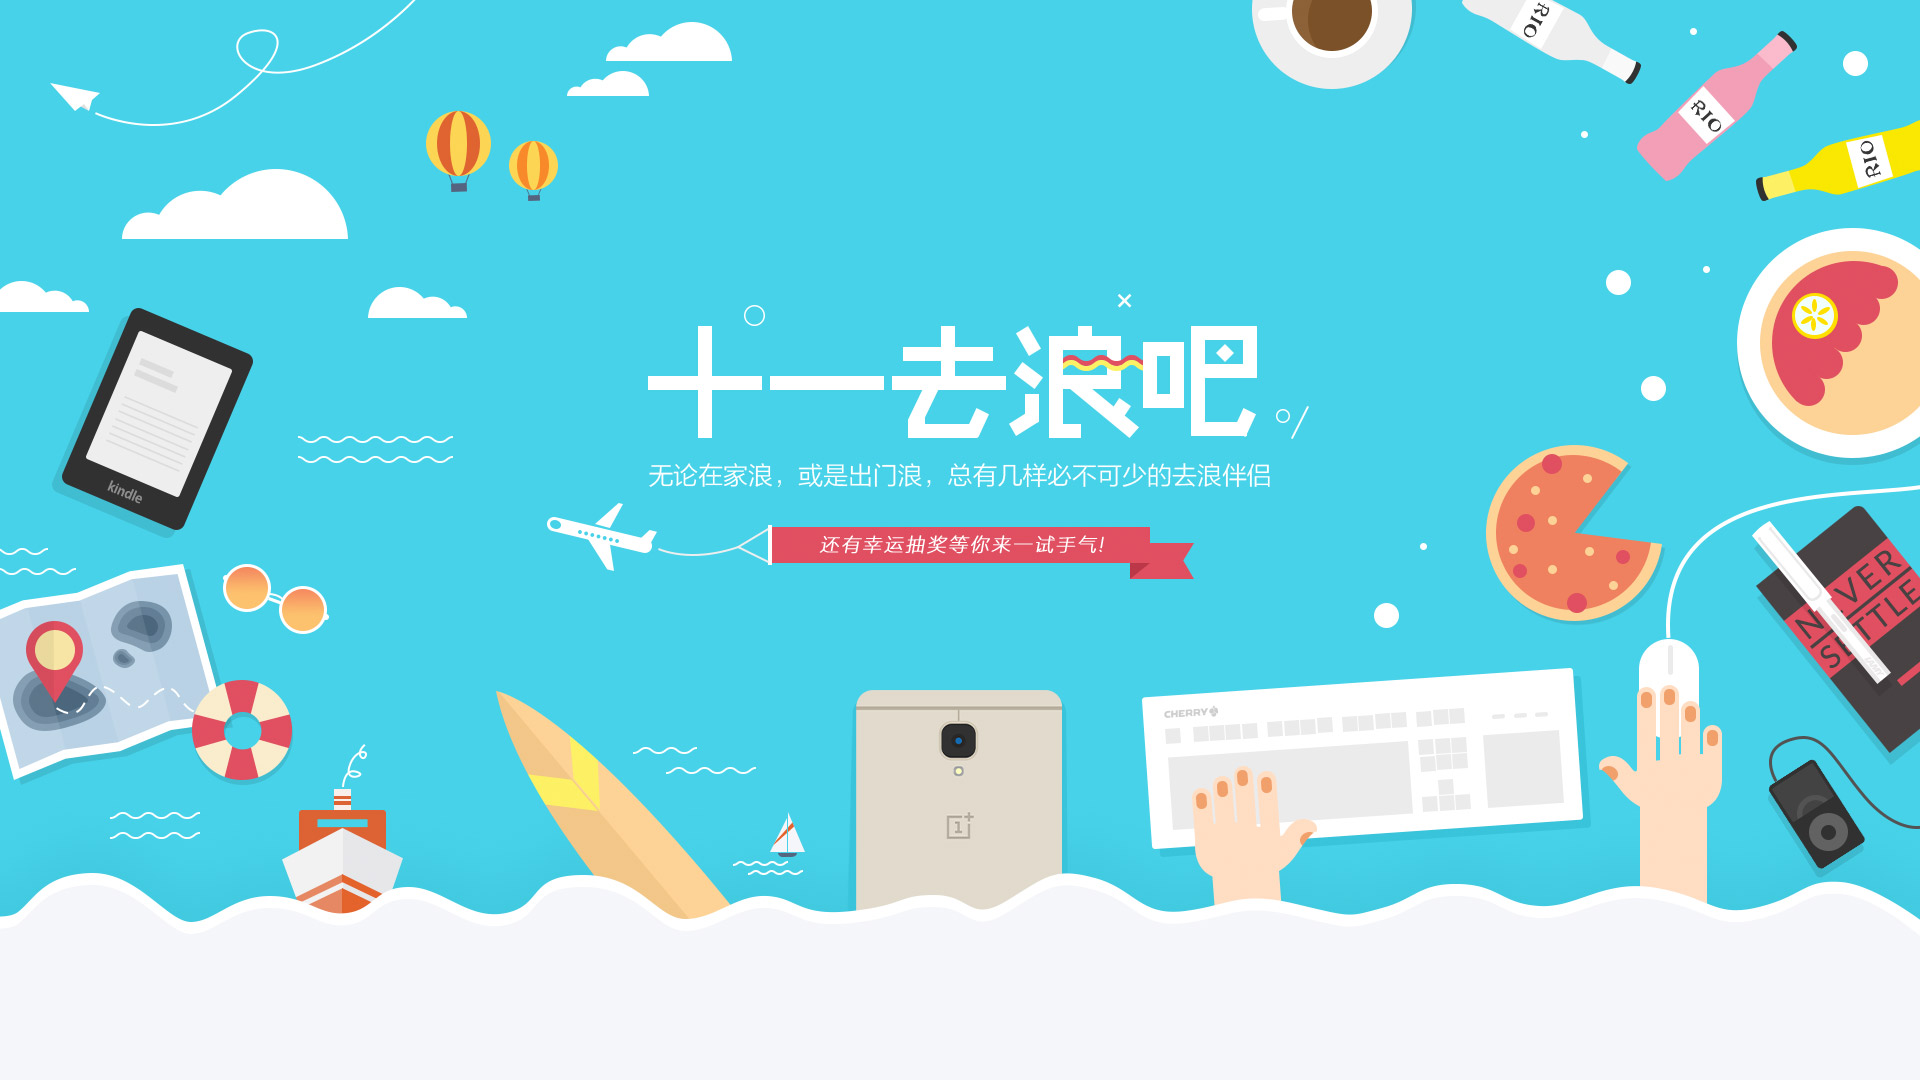 RIO
RIO
RIO
十一去浪吧
无论在家浪，或是出门浪，总有几样必不可少的去浪伴侣
还有幸运抽奖等你来一试手气!
kindle
NEVER
SETTLE
CHERRY
1+